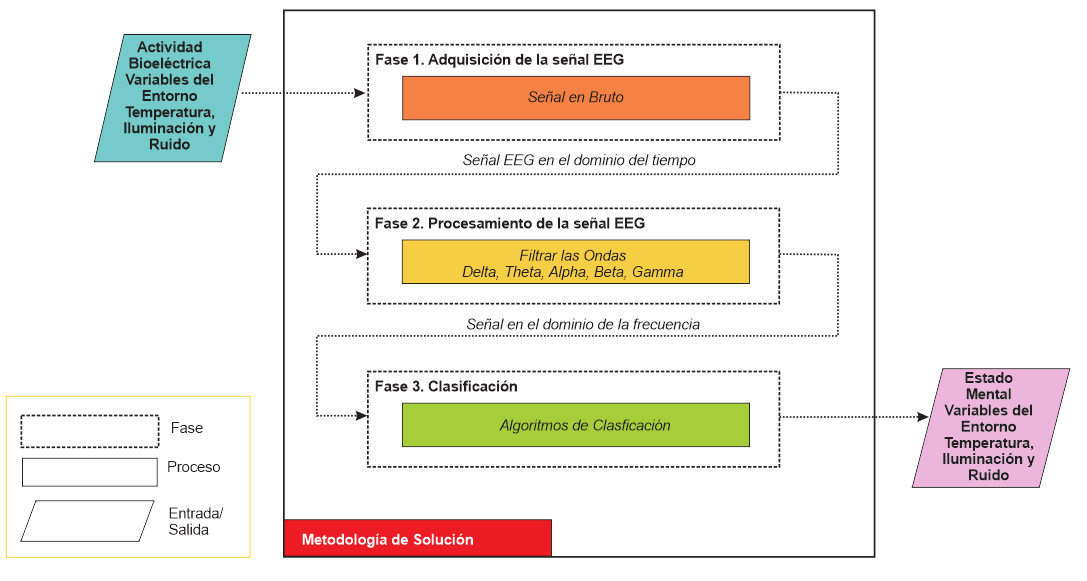 Actividad
Bioeléctrica
Variables del
Entorno
Temperatura,
Iluminación y
Ruido
Fase 1. Adquisición de la señal EEG
Señal en Bruto
Señal EEG en el dominio del tiempo
Fase 2. Procesamiento de la señal EEG
Filtrar las Ondas
Delta, Theta, Alpha, Beta, Gamma
Señal en el dominio de la frecuencia
Fase 3. Clasificación
Algoritmos de Clasficación
Estado
Mental
Variables del
Entorno
Temperatura,
Iluminación y
Ruido
Fase
Proceso
Entrada/
Salida
Metodología de Solución